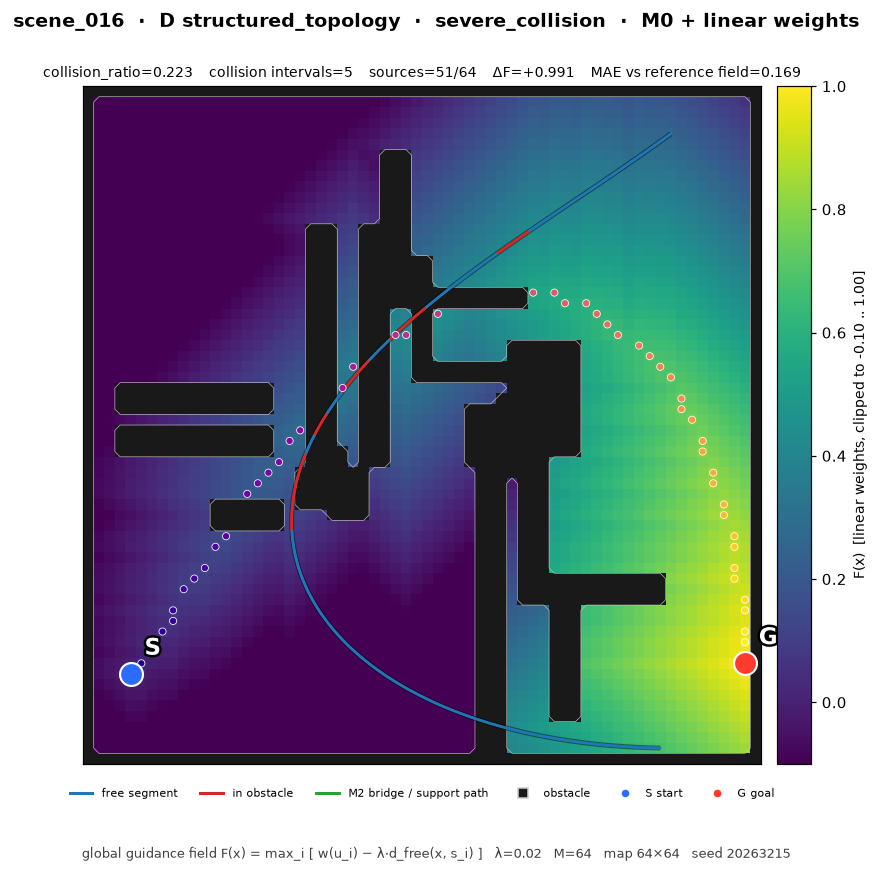 scene_016 · D structured_topology · severe_collision · M0 + linear weights
collision_ratio=0.223 collision intervals=5 sources=51/64 ΔF=+0.991 MAE vs reference field=0.169
S
G
1.0
0.8
0.6
0.4
0.2
0.0
F(x) [linear weights, clipped to -0.10 .. 1.00]
free segment in obstacle M2 bridge / support path obstacle S start G goal
global guidance field F(x) = max_i [ w(u_i) − λ·d_free(x, s_i) ] λ=0.02 M=64 map 64×64 seed 20263215